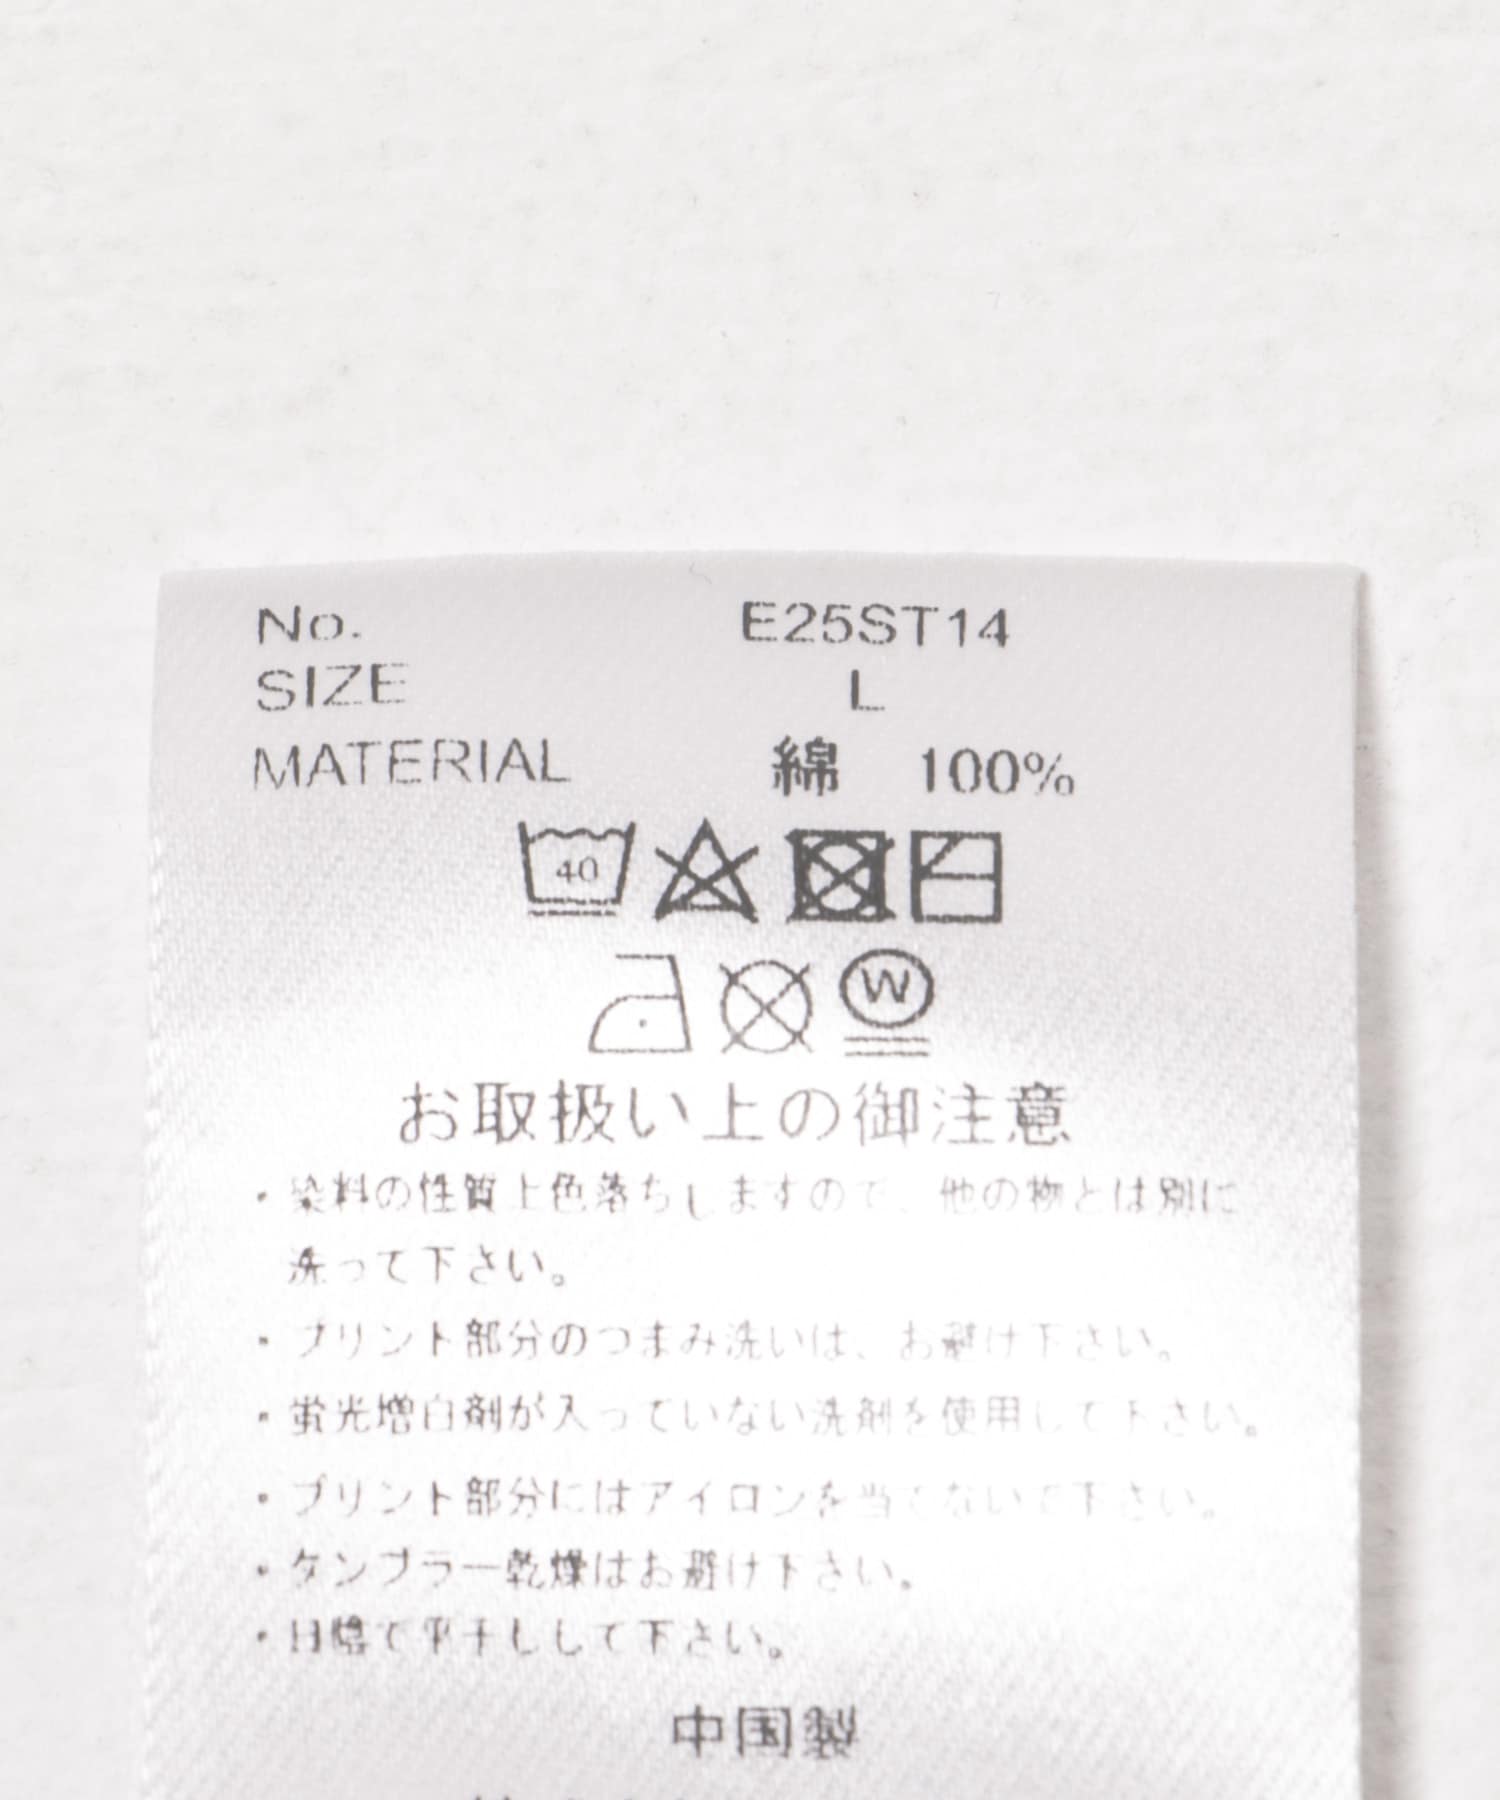 No. E25ST14
SIZE L
MATERIAL 綿 100%
40
W
お取扱い上の御注意
・染料の性質上色落ちしますので、他の物とは別に
洗って下さい。
・プリント部分のつまみ洗いは、お避け下さい。
・蛍光増白剤が入っていない洗剤を使用して下さい。
・プリント部分にはアイロンを当てないで下さい。
・タンブラー乾燥はお避け下さい。
・日陰で平干しして下さい。
中国製